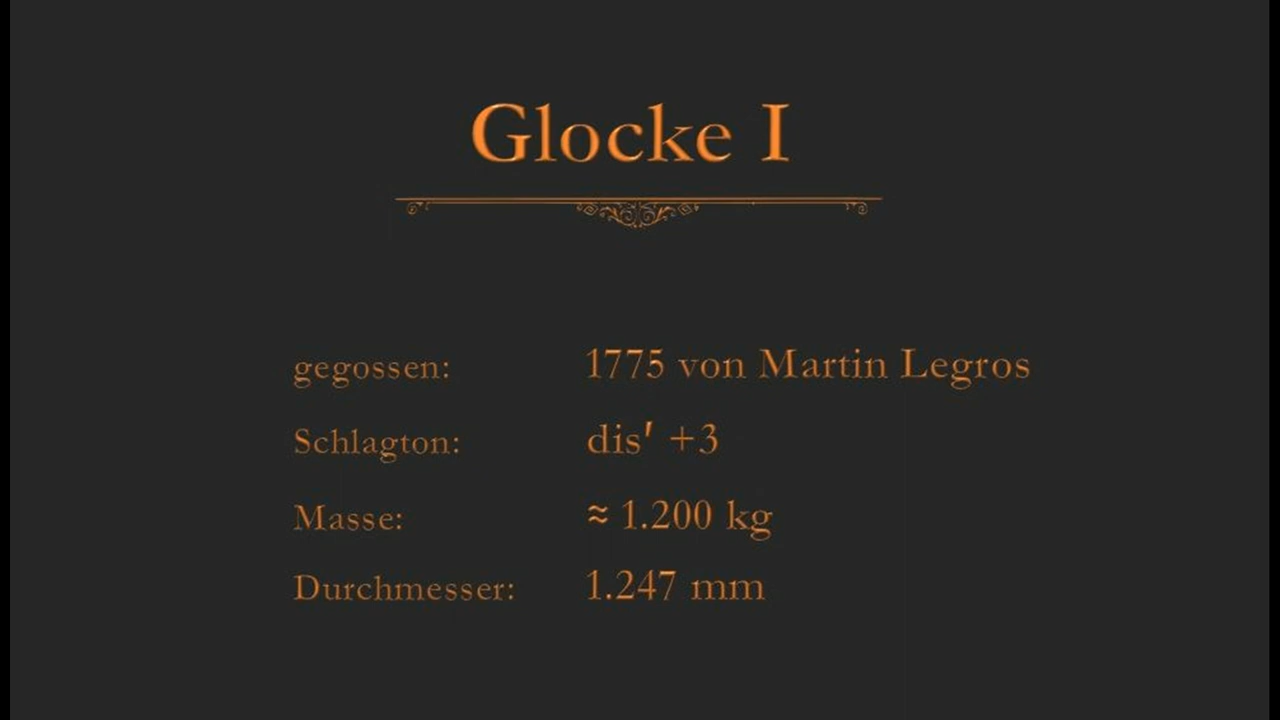 Glocke I
gegossen: 1775 von Martin Legros
Schlagton: dis′ +3
Masse: ≈ 1.200 kg
Durchmesser: 1.247 mm